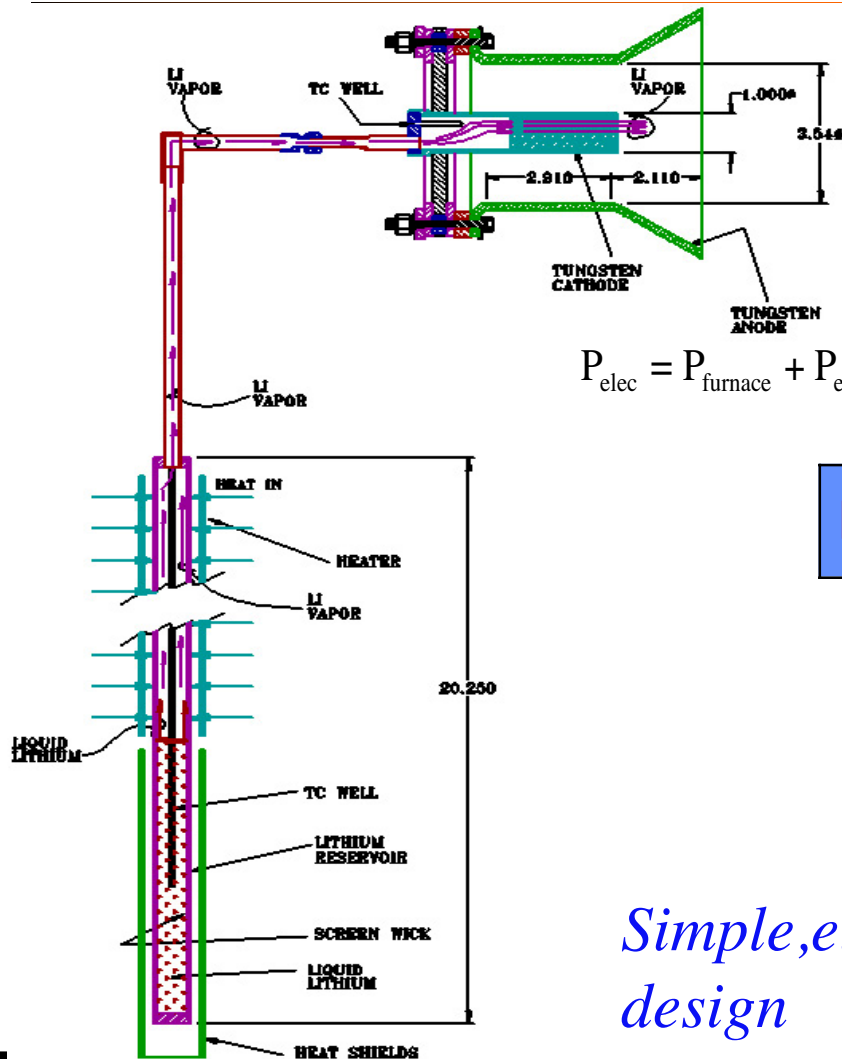 LI
VAPOR
TC WELL
LI
VAPOR
1.000
2.910
2.110
TUNGSTEN
CATHODE
TUNGSTEN
ANODE
P_elec = P_furnace +
LI
VAPOR
HEAT IN
HEATER
LI
VAPOR
20.250
LIQUID
LITHIUM
TC WELL
LITHIUM
RESERVOIR
SCREEN WICK
LIQUID
LITHIUM
HEAT SHIELDS
Simple,
design